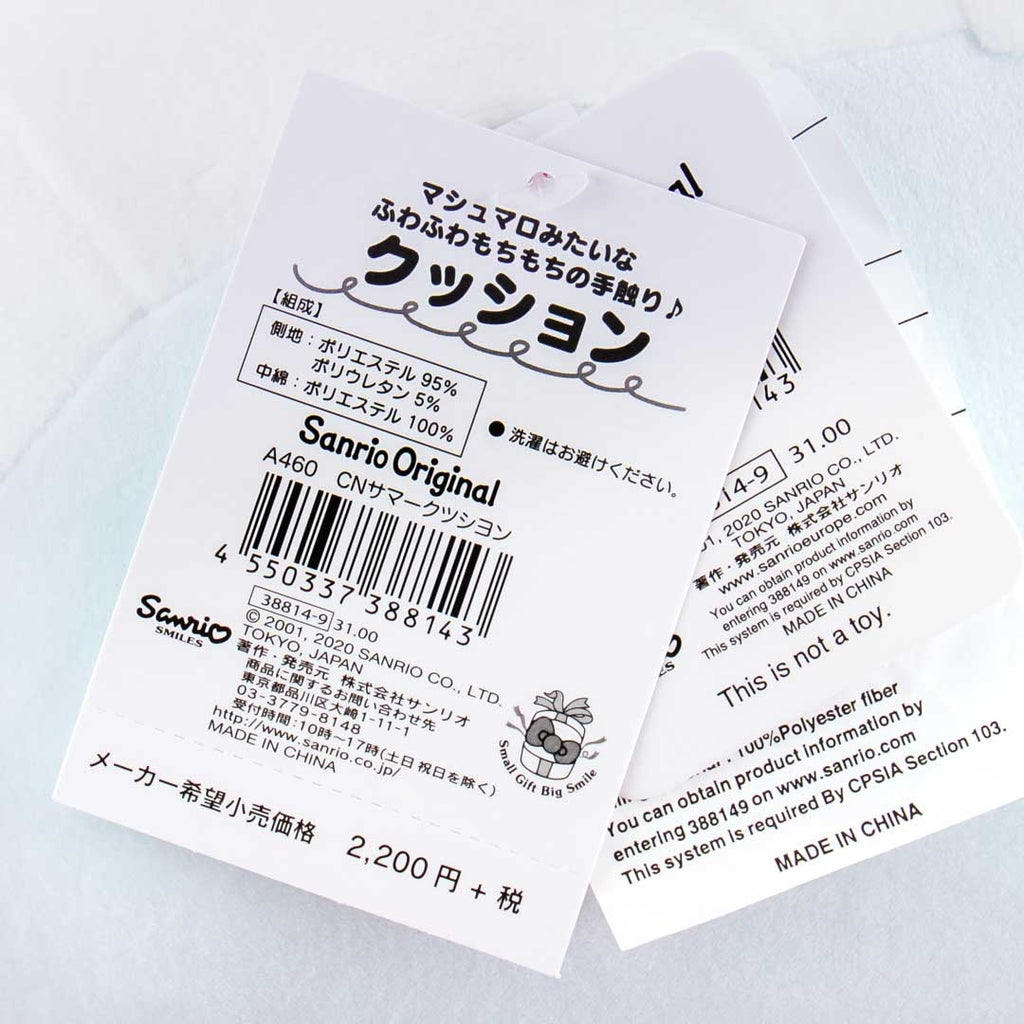 マシュマロみたいな
ふわふわもちもちの手触り♪
クッション
【組成】
側地：ポリエステル 95%
ポリウレタン 5%
中綿：ポリエステル 100%
●洗濯はお避けください。
Sanrio Original
A460 CNサマークッション
4 550337 388143
Sanrio
SMILES
38814-9 31.00
© 2001, 2020 SANRIO CO., LTD.
TOKYO, JAPAN
著作・発売元 株式会社サンリオ
商品に関するお問い合わせ先
東京都品川区大崎1-11-1
03-3779-8148
受付時間：10時〜17時(土日祝日を除く)
http://www.sanrio.co.jp/
MADE IN CHINA
Small Gift Big Smile
メーカー希望小売価格 2,200円+税
143
14-9 31.00
01, 2020 SANRIO CO., LTD.
TOKYO, JAPAN
著作・発売元 株式会社サンリオ
www.sanrioeurope.com
You can obtain product information by
entering 388149 on www.sanrio.com
This system is required by CPSIA Section 103.
MADE IN CHINA
This is not a toy.
100%Polyester fiber
You can obtain product information by
entering 388149 on www.sanrio.com
This system is required By CPSIA Section 103.
MADE IN CHINA